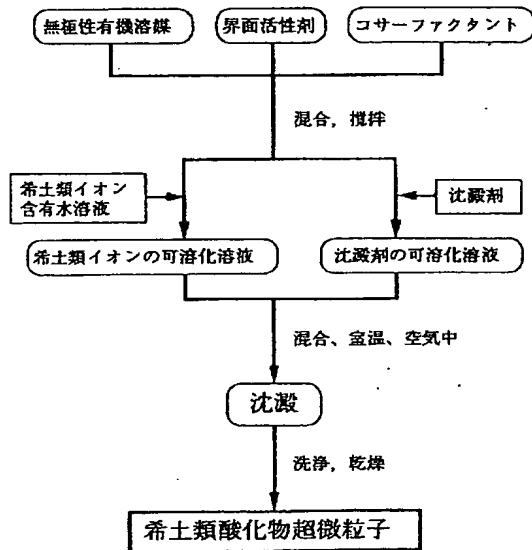 無極性有機溶媒
界面活性剤
コサーファクタント
混合，攪拌
希土類イオン
含有水溶液
沈澱剤
希土類イオンの可溶化溶液
沈澱剤の可溶化溶液
混合、室温、空気中
沈澱
洗浄，乾燥
希土類酸化物超微粒子